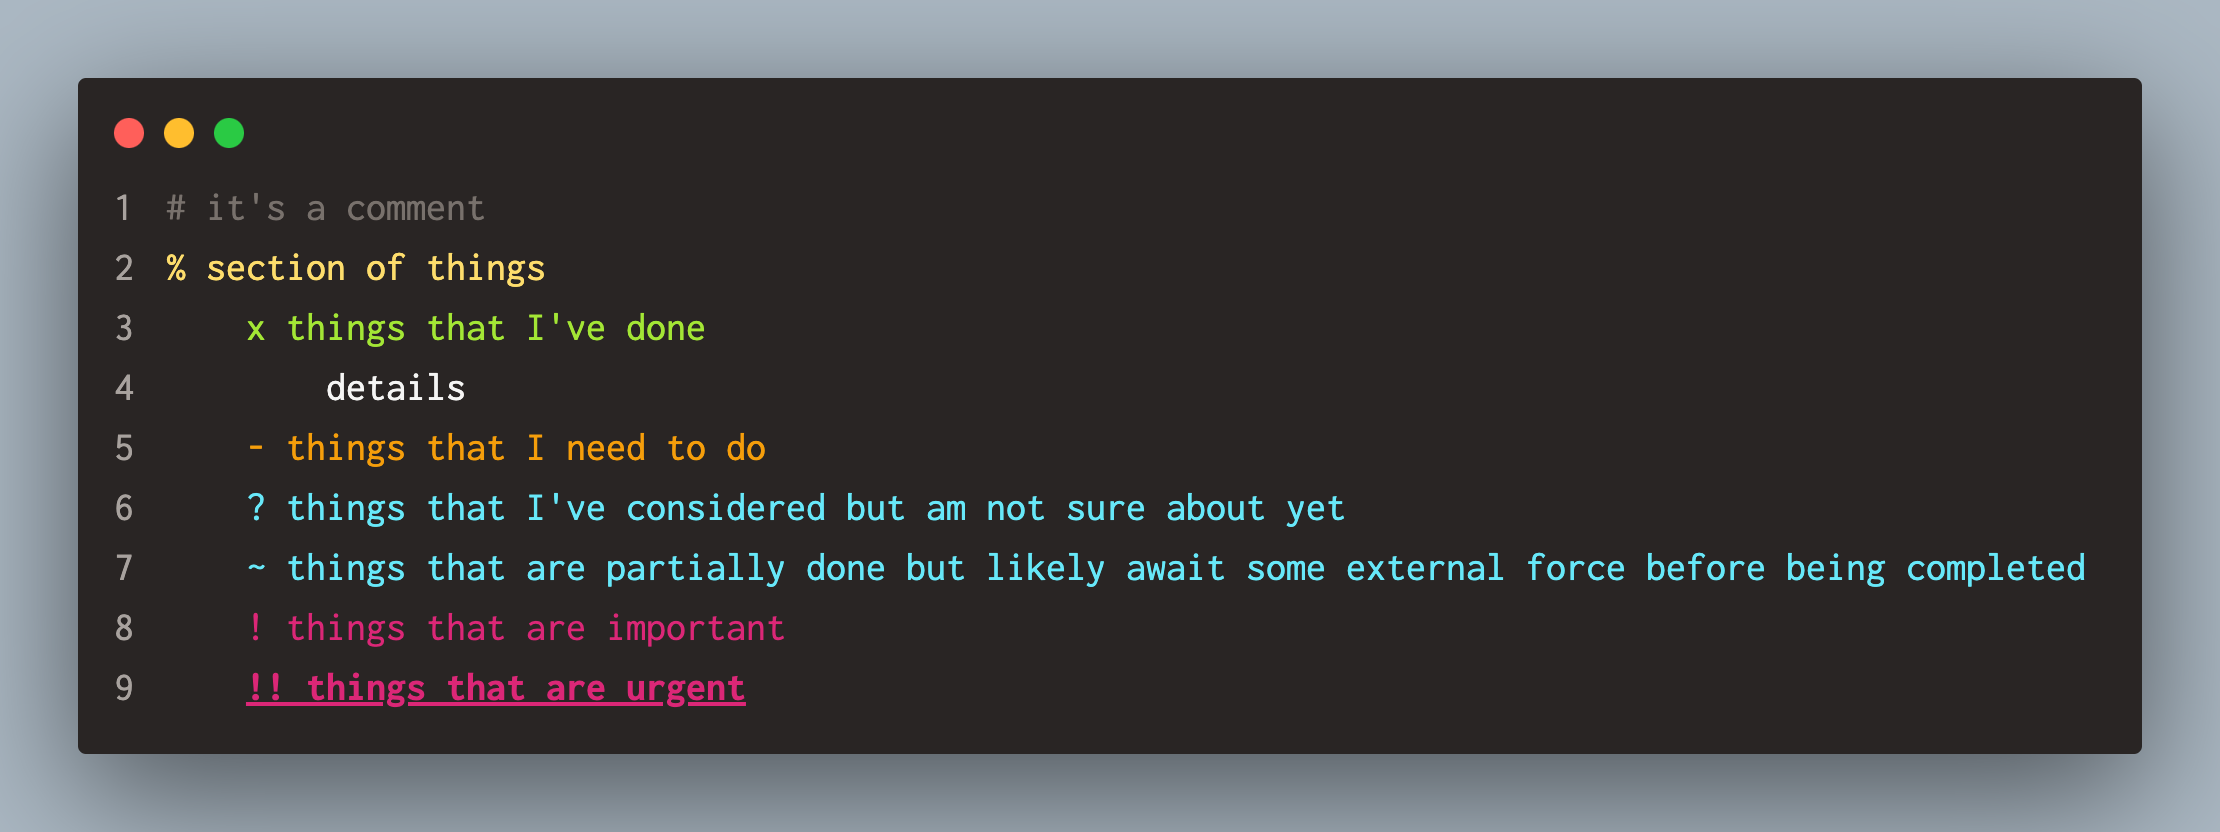 1 # it's a comment
2 % section of things
3     x things that I've done
4         details
5     - things that I need to do
6     ? things that I've considered but am not sure about yet
7     ~ things that are partially done but likely await some external force before being completed
8     ! things that are important
9     !! things that are urgent